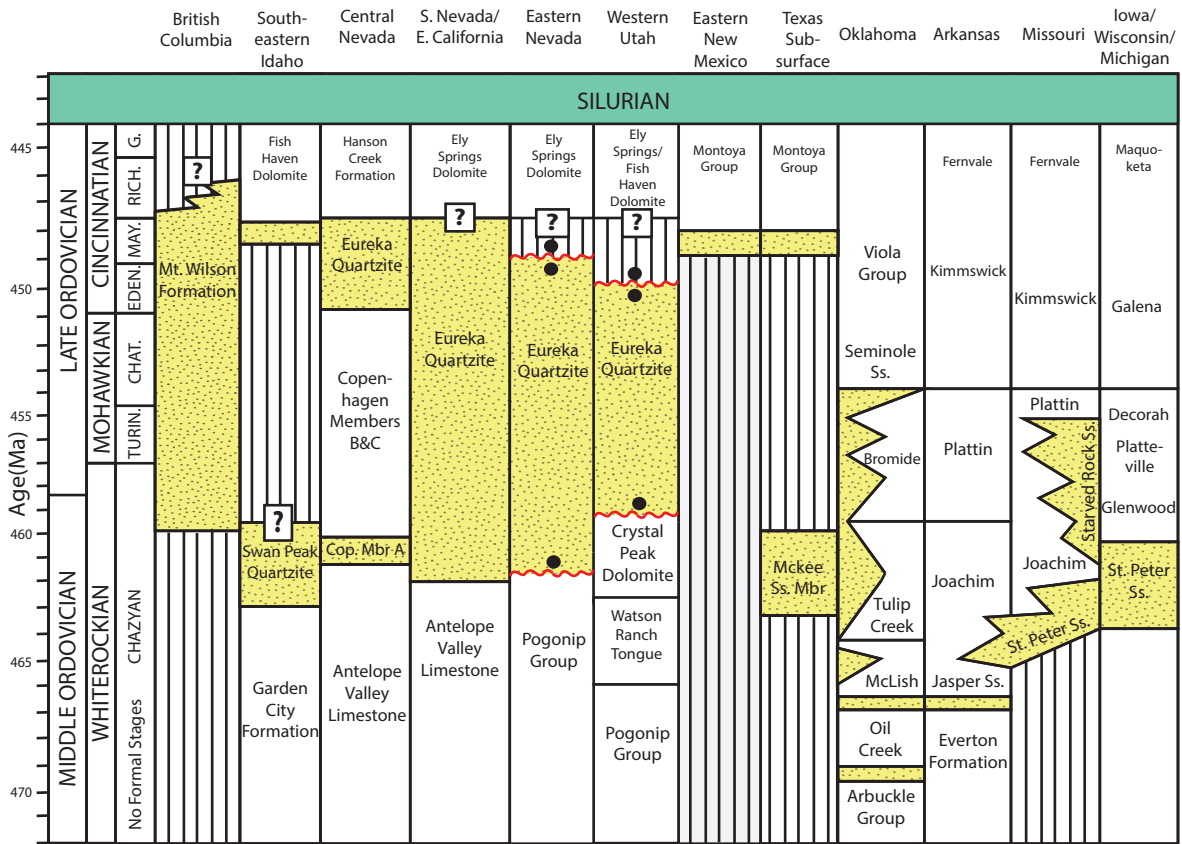 British
Columbia
South-
eastern
Idaho
Central
Nevada
S. Nevada/
E. California
Eastern
Nevada
Western
Utah
Eastern
New
Mexico
Texas
Sub-
surface
Oklahoma
Arkansas
Missouri
Iowa/
Wisconsin/
Michigan
SILURIAN
Age(Ma)
445
450
455
460
465
470
LATE ORDOVICIAN
MIDDLE ORDOVICIAN
CINCINNATIAN
MOHAWKIAN
WHITEROCKIAN
G.
RICH.
MAY.
EDEN.
CHAT.
TURIN.
CHAZYAN
No Formal Stages
?
Mt. Wilson
Formation
Fish
Haven
Dolomite
?
Swan Peak
Quartzite
Garden
City
Formation
Hanson
Creek
Formation
Eureka
Quartzite
Copen-
hagen
Members
B&C
Cop. Mbr A
Antelope
Valley
Limestone
Ely
Springs
Dolomite
?
Eureka
Quartzite
Antelope
Valley
Limestone
Ely
Springs
Dolomite
?
Eureka
Quartzite
Pogonip
Group
Ely
Springs/
Fish
Haven
Dolomite
?
Eureka
Quartzite
Crystal
Peak
Dolomite
Watson
Ranch
Tongue
Pogonip
Group
Montoya
Group
Montoya
Group
Mckee
Ss. Mbr
Viola
Group
Seminole
Ss.
Bromide
Tulip
Creek
McLish
Oil
Creek
Arbuckle
Group
Fernvale
Kimmswick
Plattin
Joachim
Jasper Ss.
Everton
Formation
Fernvale
Kimmswick
Plattin
Starved Rock Ss.
Joachim
St. Peter Ss.
Maquo-
keta
Galena
Decorah
Platte-
ville
Glenwood
St. Peter
Ss.